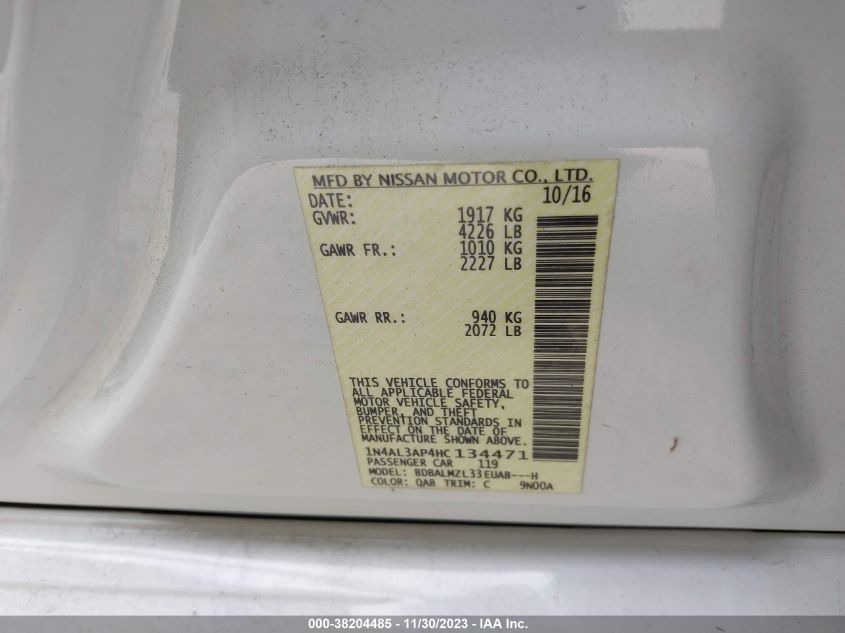 MFD BY NISSAN MOTOR CO., LTD.
DATE: 10/16
GVWR: 1917 KG
4226 LB
GAWR FR.: 1010 KG
2227 LB
GAWR RR.: 940 KG
2072 LB
THIS VEHICLE CONFORMS TO
ALL APPLICABLE FEDERAL
MOTOR VEHICLE SAFETY,
BUMPER, AND THEFT
PREVENTION STANDARDS IN
EFFECT ON THE DATE OF
MANUFACTURE SHOWN ABOVE.
1N4AL3AP4HC134471
PASSENGER CAR 119
MODEL: BDBALMZL33EUAB---H
COLOR: QAB TRIM: C 9N00A
000-38204485 - 11/30/2023 - IAA